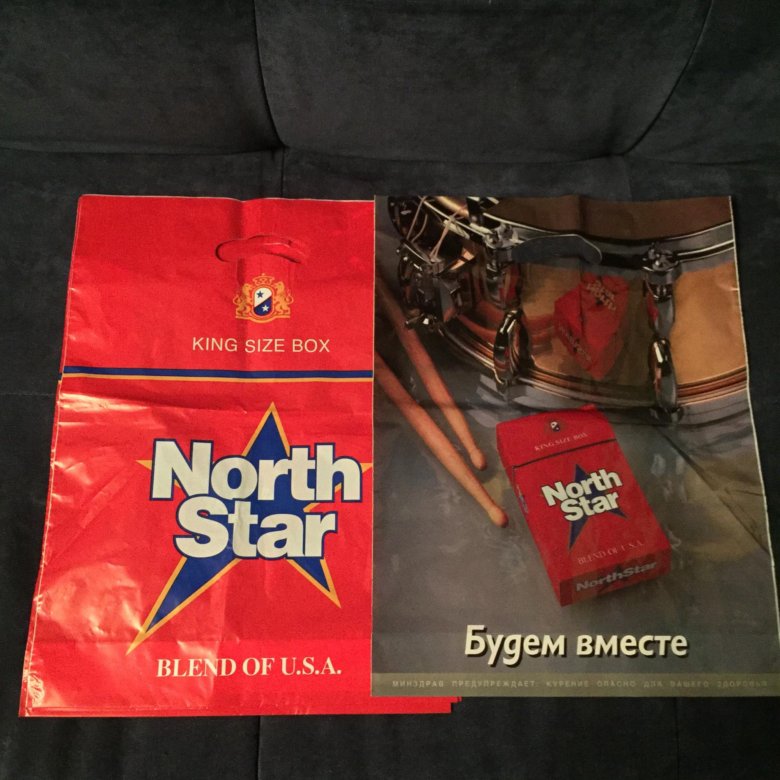 KING SIZE BOX
North
Star
BLEND OF U.S.A.
KING SIZE BOX
North
Star
BLEND OF U.S.A.
NorthStar
Будем вместе
МИНЗДРАВ ПРЕДУПРЕЖДАЕТ: КУРЕНИЕ ОПАСНО ДЛЯ ВАШЕГО ЗДОРОВЬЯ